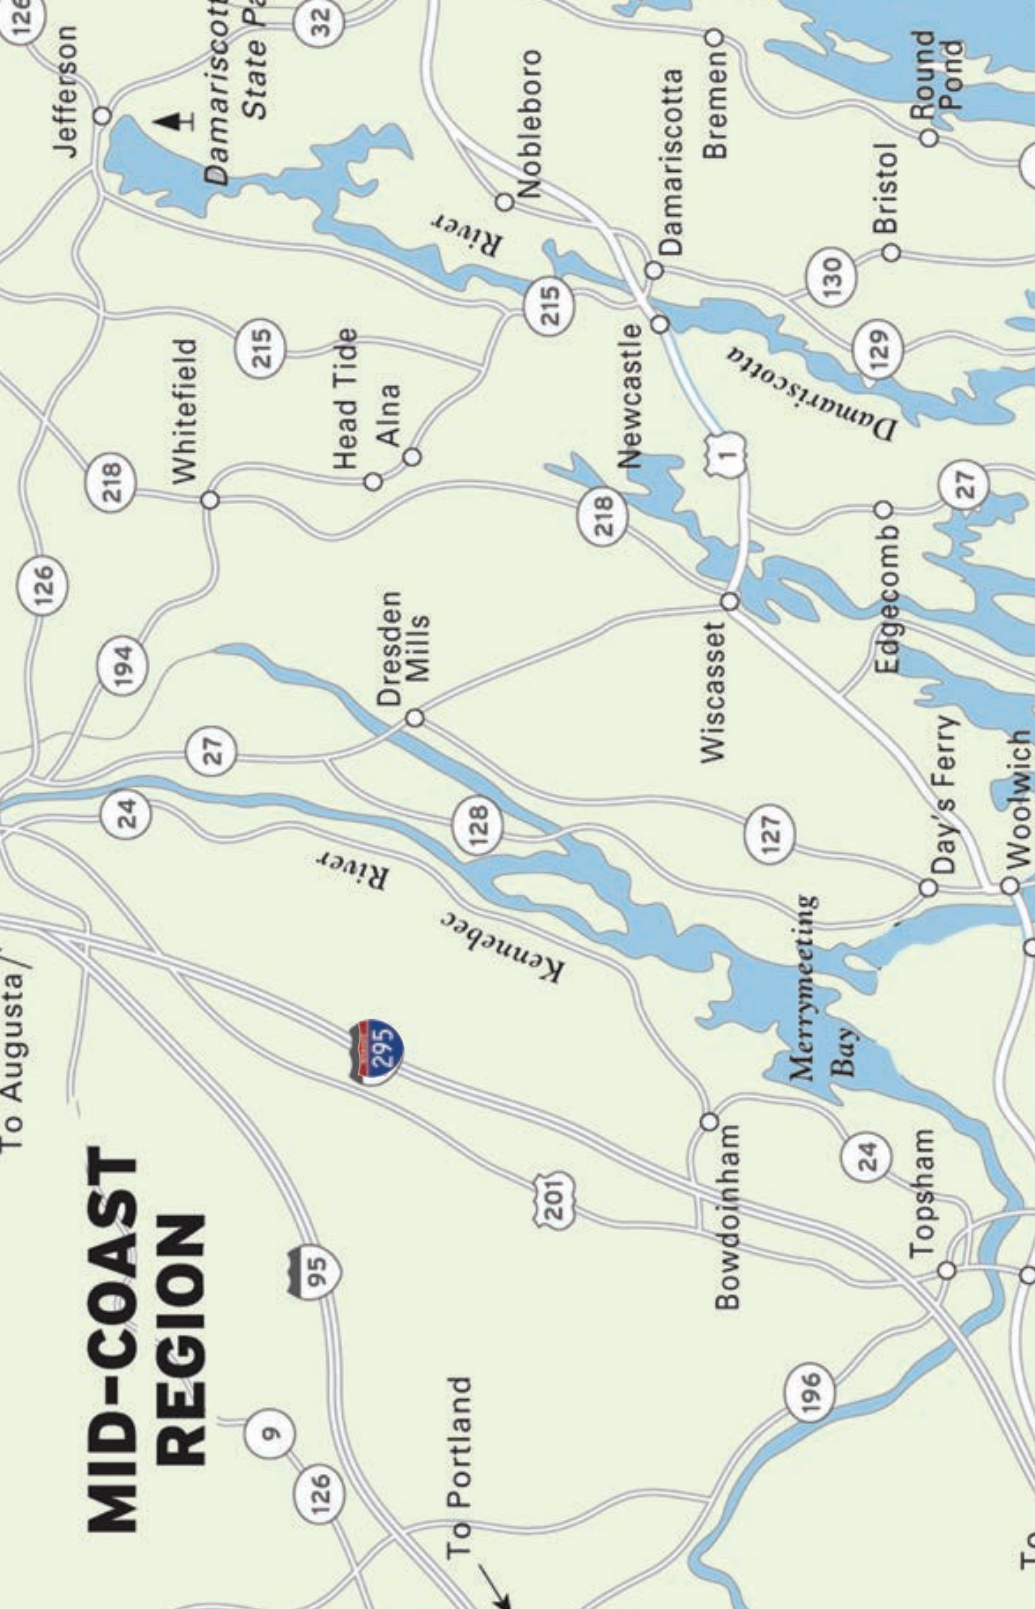 MID-COAST
REGION
To Augusta/
To Portland
9
126
95
295
201
196
Topsham
Bowdoinham
24
Merrymeeting
Bay
Kennebec
River
24
27
128
127
Day's Ferry
Woolwich
Dresden
Mills
Wiscasset
Edgecomb
27
194
126
218
Whitefield
Head Tide
Alna
218
215
215
Newcastle
1
Damariscotta
River
129
130
Bristol
Damariscotta
Nobleboro
Bremen
Round
Pond
Jefferson
State
32
126
To